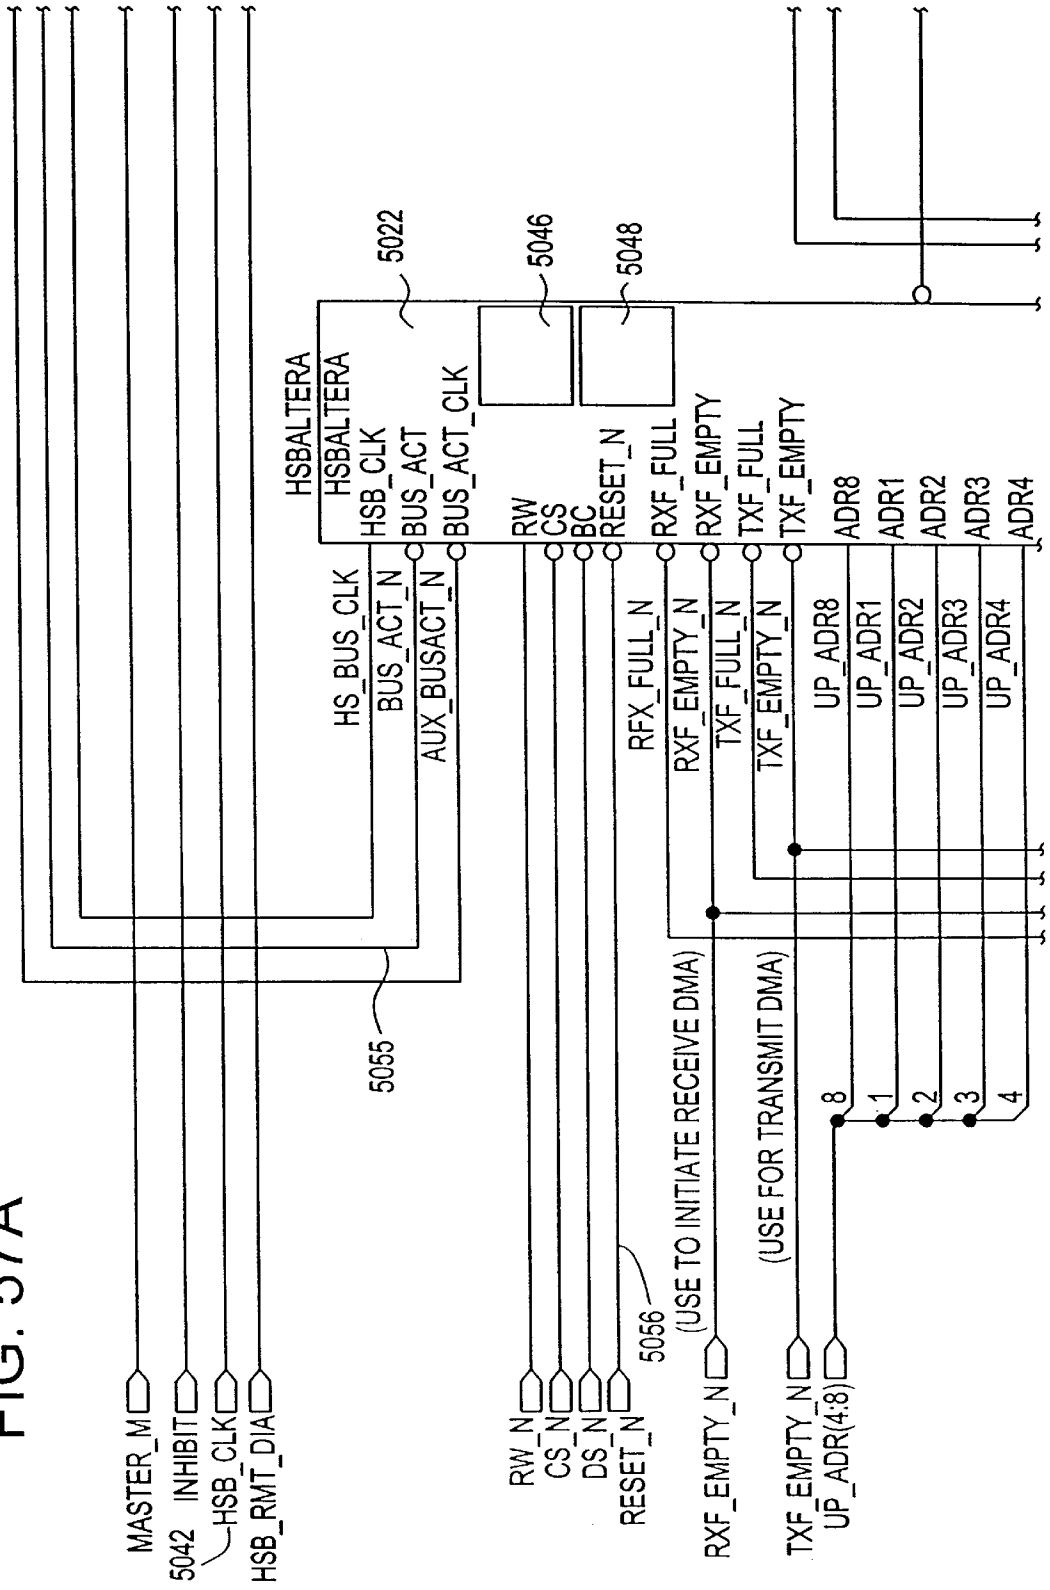 FIG. 57A
MASTER_M
5042 INHIBIT
HSB_CLK
HSB_RMT_DIA
5055
HSBALTERA
HSBALTERA
HS_BUS_CLK
HSB_CLK
BUS_ACT_N
BUS_ACT
AUX_BUSACT_N
BUS_ACT_CLK
5022
5046
5048
RW_N
RW
CS_N
CS
DS_N
BC
RESET_N
RESET_N
5056
RFX_FULL_N
RXF_FULL
RXF_EMPTY_N
(USE TO INITIATE RECEIVE DMA)
RXF_EMPTY_N
RXF_EMPTY
TXF_FULL_N
TXF_FULL
TXF_EMPTY_N
(USE FOR TRANSMIT DMA)
TXF_EMPTY_N
TXF_EMPTY
UP_ADR(4:8)
8
UP_ADR8
ADR8
1
UP_ADR1
ADR1
2
UP_ADR2
ADR2
3
UP_ADR3
ADR3
4
UP_ADR4
ADR4